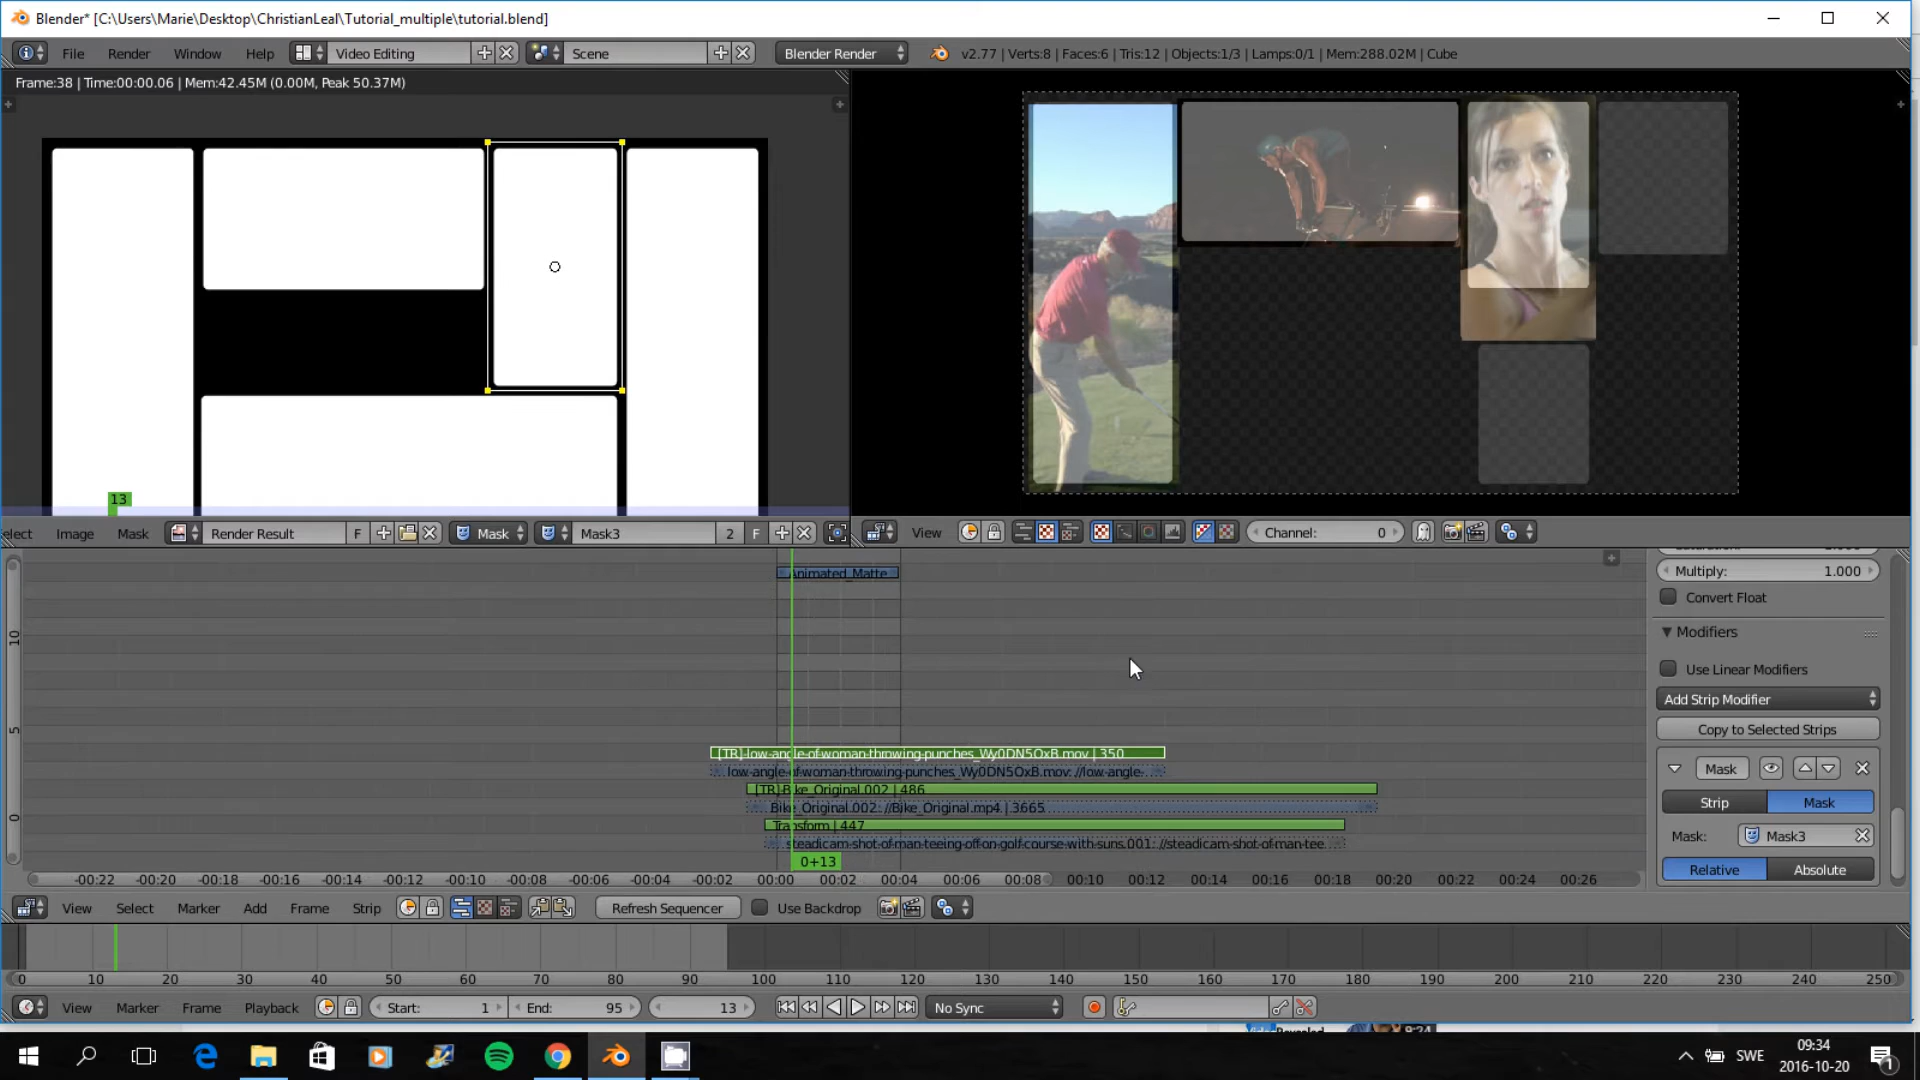 Blender* [C:\Users\Marie\Desktop\ChristianLeal\Tutorial_multiple\tutorial.blend]
File Render Window Help Video Editing Scene Blender Render v2.77 | Verts:8 | Faces:6 | Tris:12 | Objects:1/3 | Lamps:0/1 | Mem:288.02M | Cube
Frame:38 | Time:00:00.06 | Mem:42.45M (0.00M, Peak 50.37M)
13
elect Image Mask Render Result F Mask Mask3 2 F View Channel: 0
Animated_Matte
Multiply: 1.000
Convert Float
Modifiers
Use Linear Modifiers
Add Strip Modifier
Copy to Selected Strips
Mask
Strip Mask
Mask: Mask3
Relative Absolute
10
5
0
[TR]-low-angle-of-woman-throwing-punches_Wy0DN5OxB.mov | 350
low-angle-of-woman-throwing-punches_Wy0DN5OxB.mov: //low-angle-
[TR]-Bike_Original.002 | 486
Bike_Original.002: //Bike_Original.mp4 | 3665
Transform | 447
steadicam-shot-of-man-teeing-off-on-golf-course-with-suns.001: //steadicam-shot-of-man-tee
0+13
-00:22 -00:20 -00:18 -00:16 -00:14 -00:12 -00:10 -00:08 -00:06 -00:04 -00:02 00:00 00:02 00:04 00:06 00:08 00:10 00:12 00:14 00:16 00:18 00:20 00:22 00:24 00:26
View Select Marker Add Frame Strip Refresh Sequencer Use Backdrop
0 10 20 30 40 50 60 70 80 90 100 110 120 130 140 150 160 170 180 190 200 210 220 230 240 250
View Marker Frame Playback Start: 1 End: 95 13 No Sync
9:24
SWE
09:34
2016-10-20
1